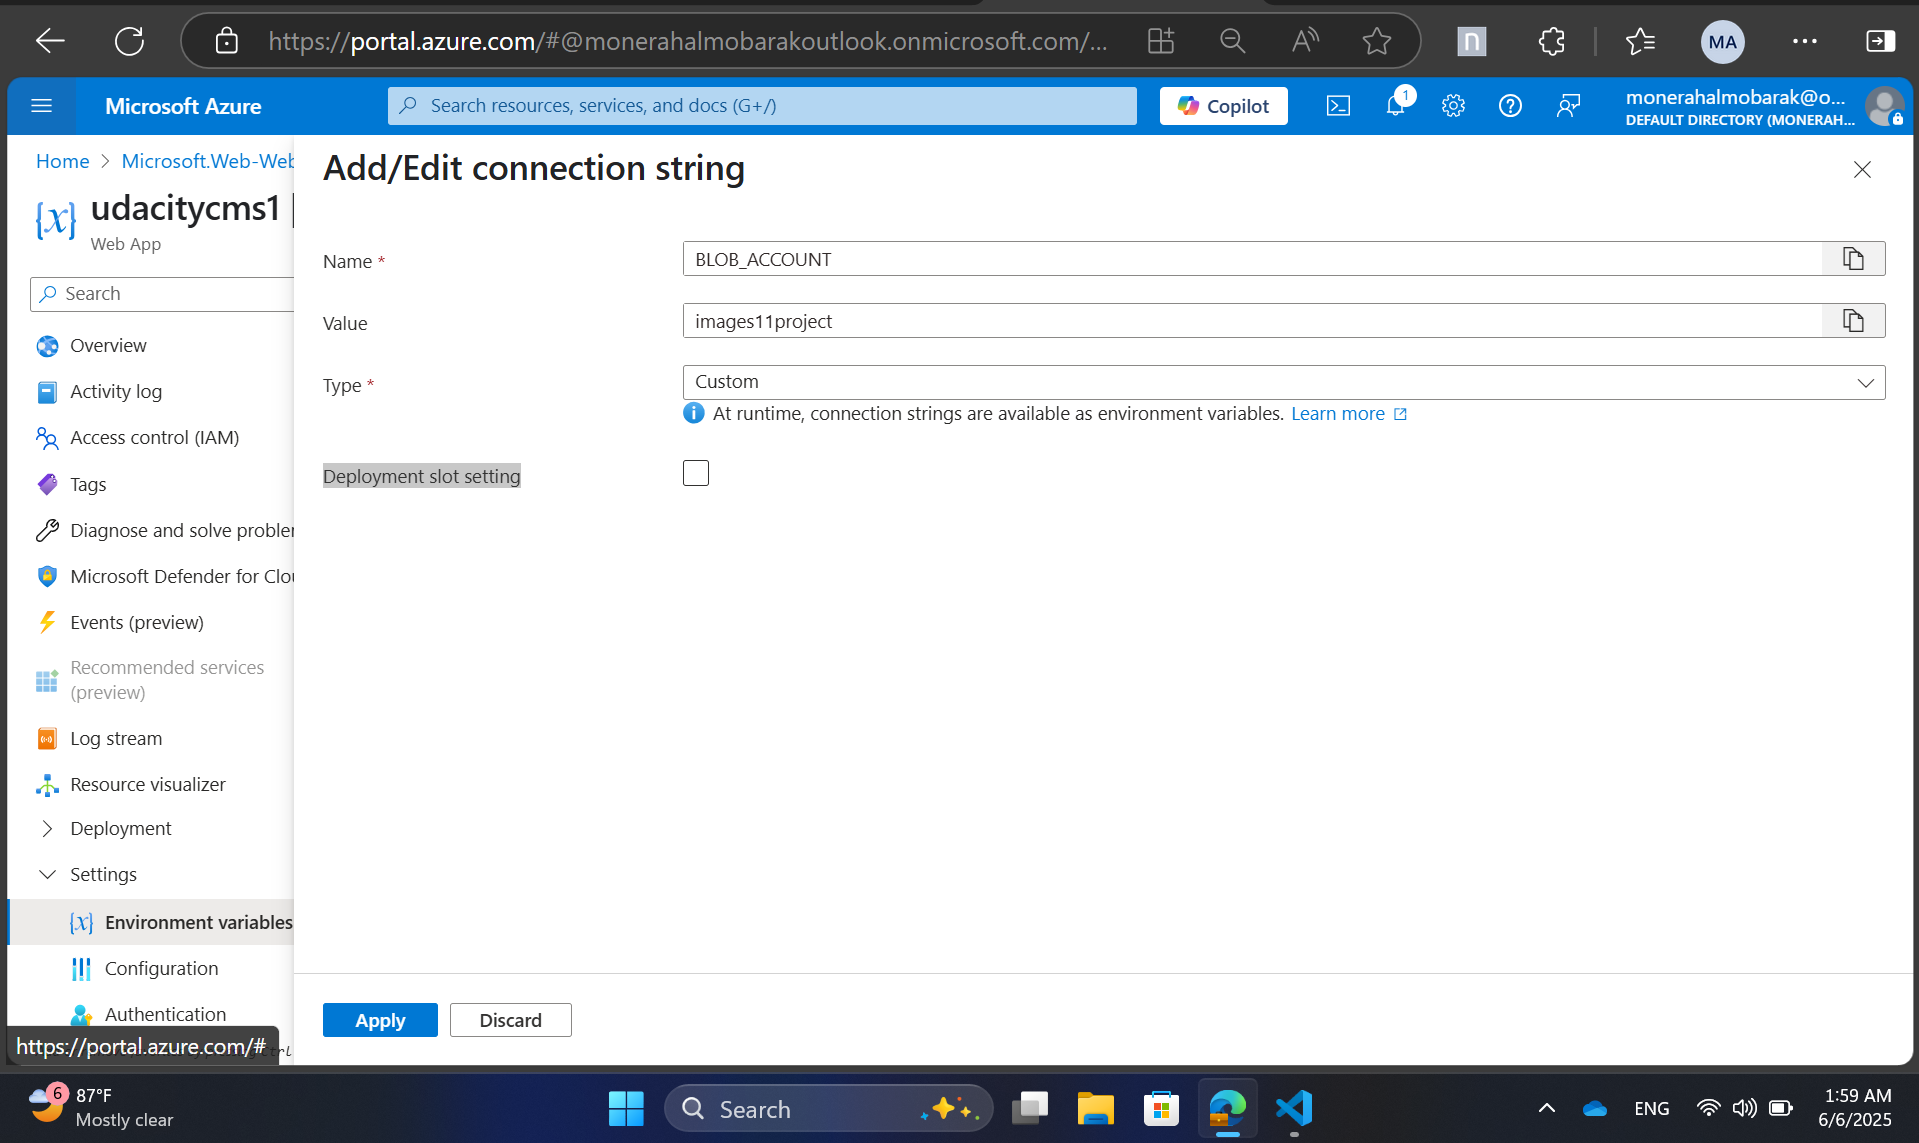 https://portal.azure.com/#@monerahalmobarakoutlook.onmicrosoft.com/...
MA
Microsoft Azure
Search resources, services, and docs (G+/)
Copilot
1
monerahalmobarak@o...
DEFAULT DIRECTORY (MONERAH...
Home > Microsoft.Web-Web
udacitycms1 |
Web App
Search
Overview
Activity log
Access control (IAM)
Tags
Diagnose and solve probler
Microsoft Defender for Clou
Events (preview)
Recommended services
(preview)
Log stream
Resource visualizer
Deployment
Settings
Environment variables
Configuration
Authentication
https://portal.azure.com/#
Add/Edit connection string
Name *
BLOB_ACCOUNT
Value
images11project
Type *
Custom
At runtime, connection strings are available as environment variables. Learn more
Deployment slot setting
Apply
Discard
6
87°F
Mostly clear
Search
ENG
1:59 AM
6/6/2025